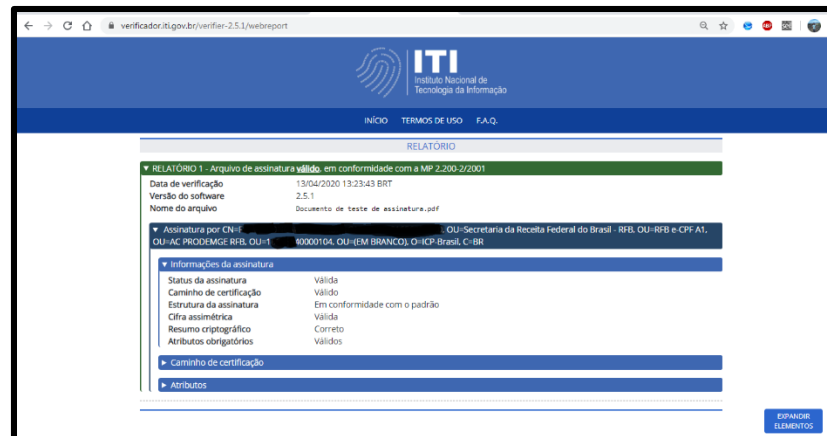 verificador.iti.gov.br/verifier-2.5.1/webreport
ITI
Instituto Nacional de
Tecnologia da Informação
INÍCIO TERMOS DE USO F.A.Q.
RELATÓRIO
▼ RELATÓRIO 1 - Arquivo de assinatura válido, em conformidade com a MP 2.200-2/2001
Data de verificação 13/04/2020 13:23:43 BRT
Versão do software 2.5.1
Nome do arquivo Documento de teste de assinatura.pdf
▼ Assinatura por CN= , OU=Secretaria da Receita Federal do Brasil - RFB, OU=RFB e-CPF A1,
OU=AC PRODEMGE RFB, OU=1 40000104, OU=(EM BRANCO), O=ICP-Brasil, C=BR
▼ Informações da assinatura
Status da assinatura Válida
Caminho de certificação Válido
Estrutura da assinatura Em conformidade com o padrão
Cifra assimétrica Válida
Resumo criptográfico Correto
Atributos obrigatórios Válidos
▶ Caminho de certificação
▶ Atributos
EXPANDIR
ELEMENTOS